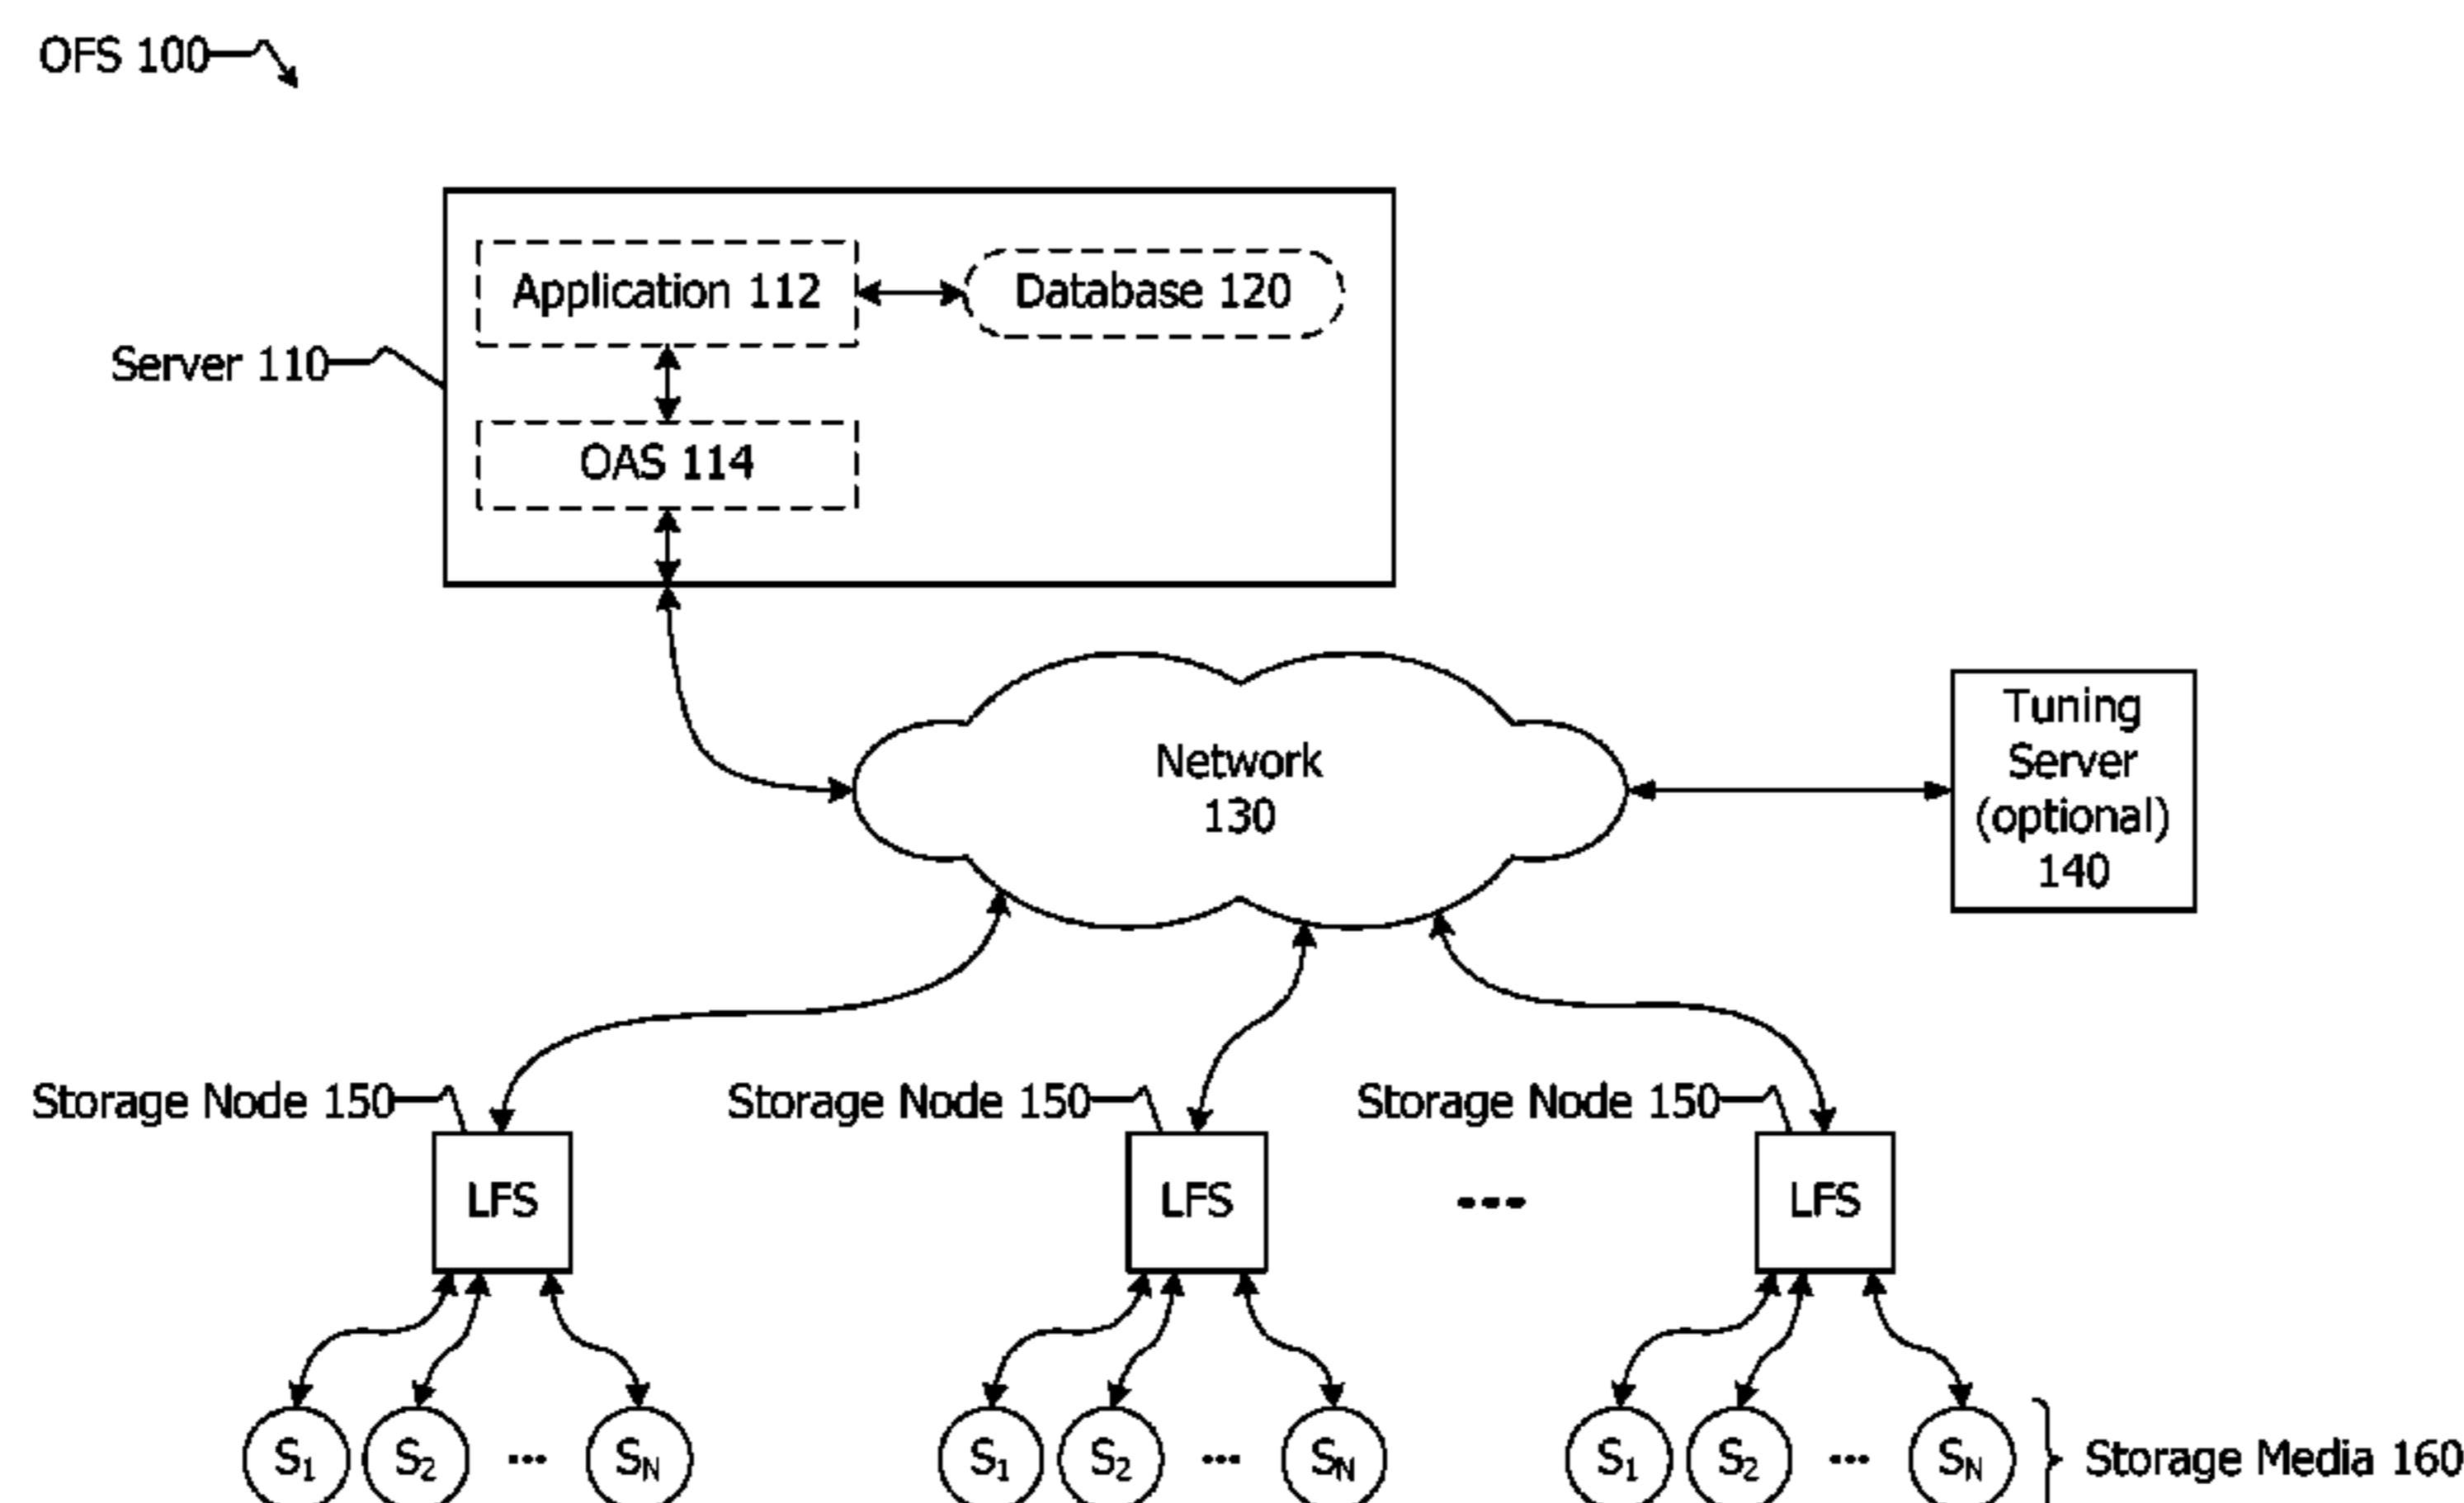 OFS 100
Application 112
Database 120
Server 110
OAS 114
Network
130
Tuning
Server
(optional)
140
Storage Node 150
Storage Node 150
Storage Node 150
LFS
LFS
...
LFS
S1
S2
...
SN
S1
S2
...
SN
S1
S2
...
SN
Storage Media 160